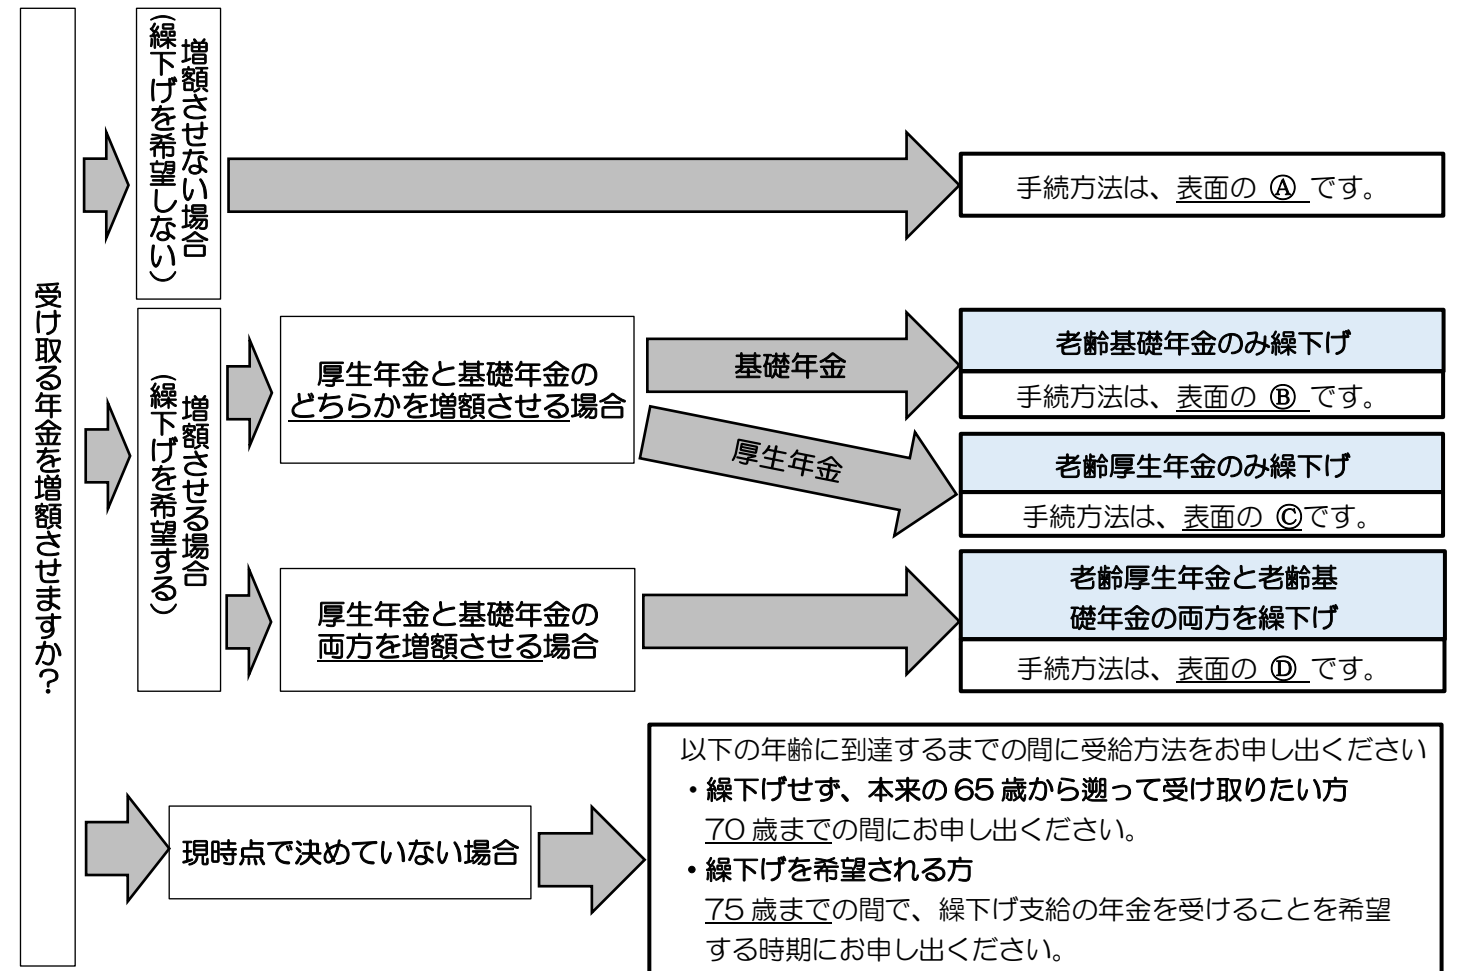 受け取る年金を増額させますか？
増額させない場合
（繰下げを希望しない）
手続方法は、表面の Ⓐ です。
増額させる場合
（繰下げを希望する）
厚生年金と基礎年金の
どちらかを増額させる場合
基礎年金
老齢基礎年金のみ繰下げ
手続方法は、表面の Ⓑ です。
厚生年金
老齢厚生年金のみ繰下げ
手続方法は、表面の Ⓒです。
厚生年金と基礎年金の
両方を増額させる場合
老齢厚生年金と老齢基
礎年金の両方を繰下げ
手続方法は、表面の Ⓓ です。
現時点で決めていない場合
以下の年齢に到達するまでの間に受給方法をお申し出ください
・繰下げせず、本来の 65 歳から遡って受け取りたい方
70 歳までの間にお申し出ください。
・繰下げを希望される方
75 歳までの間で、繰下げ支給の年金を受けることを希望
する時期にお申し出ください。